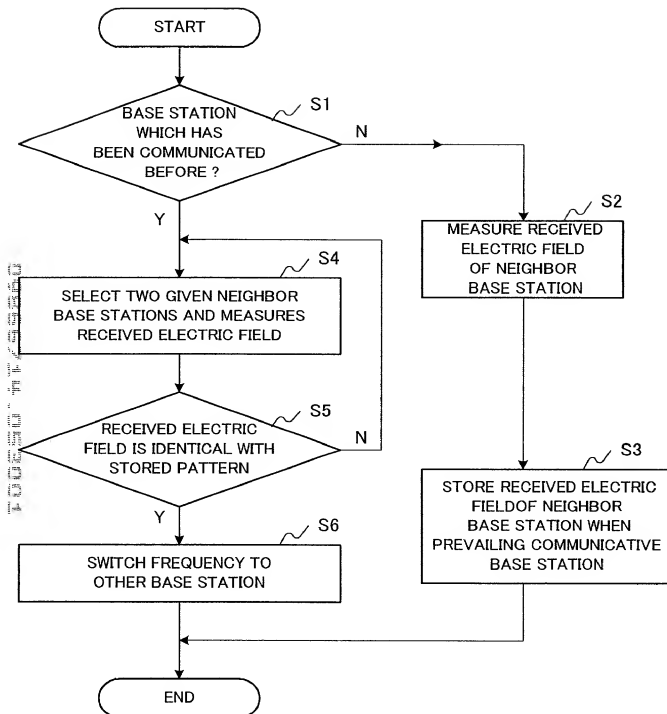 START
S1
BASE STATION
WHICH HAS
BEEN COMMUNICATED
BEFORE ?
N
Y
S2
MEASURE RECEIVED
ELECTRIC FIELD
OF NEIGHBOR
BASE STATION
S4
SELECT TWO GIVEN NEIGHBOR
BASE STATIONS AND MEASURES
RECEIVED ELECTRIC FIELD
S5
RECEIVED ELECTRIC
FIELD IS IDENTICAL WITH
STORED PATTERN
N
Y
S3
STORE RECEIVED ELECTRIC
FIELDOF NEIGHBOR
BASE STATION WHEN
PREVAILING COMMUNICATIVE
BASE STATION
S6
SWITCH FREQUENCY TO
OTHER BASE STATION
END